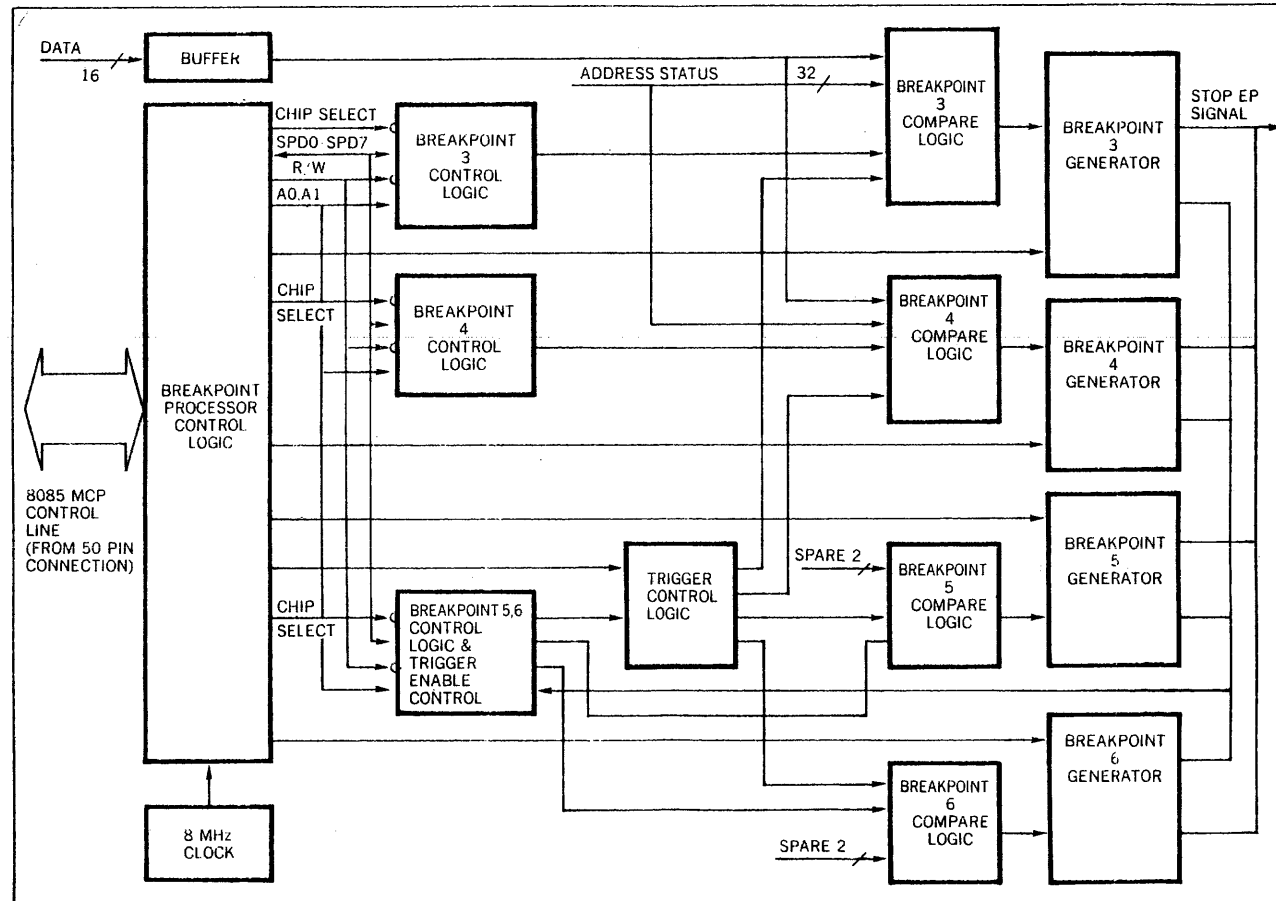 DATA
16
BUFFER
ADDRESS STATUS
32
BREAKPOINT
3
COMPARE
LOGIC
BREAKPOINT
3
GENERATOR
STOP EP
SIGNAL
CHIP SELECT
SPD0-SPD7
R/W
A0,A1
BREAKPOINT
3
CONTROL
LOGIC
CHIP
SELECT
BREAKPOINT
4
CONTROL
LOGIC
BREAKPOINT
4
COMPARE
LOGIC
BREAKPOINT
4
GENERATOR
BREAKPOINT
PROCESSOR
CONTROL
LOGIC
8085 MCP
CONTROL
LINE
(FROM 50 PIN
CONNECTION)
CHIP
SELECT
BREAKPOINT 5,6
CONTROL
LOGIC &
TRIGGER
ENABLE
CONTROL
TRIGGER
CONTROL
LOGIC
SPARE 2
BREAKPOINT
5
COMPARE
LOGIC
BREAKPOINT
5
GENERATOR
BREAKPOINT
6
COMPARE
LOGIC
SPARE 2
BREAKPOINT
6
GENERATOR
8 MHz
CLOCK